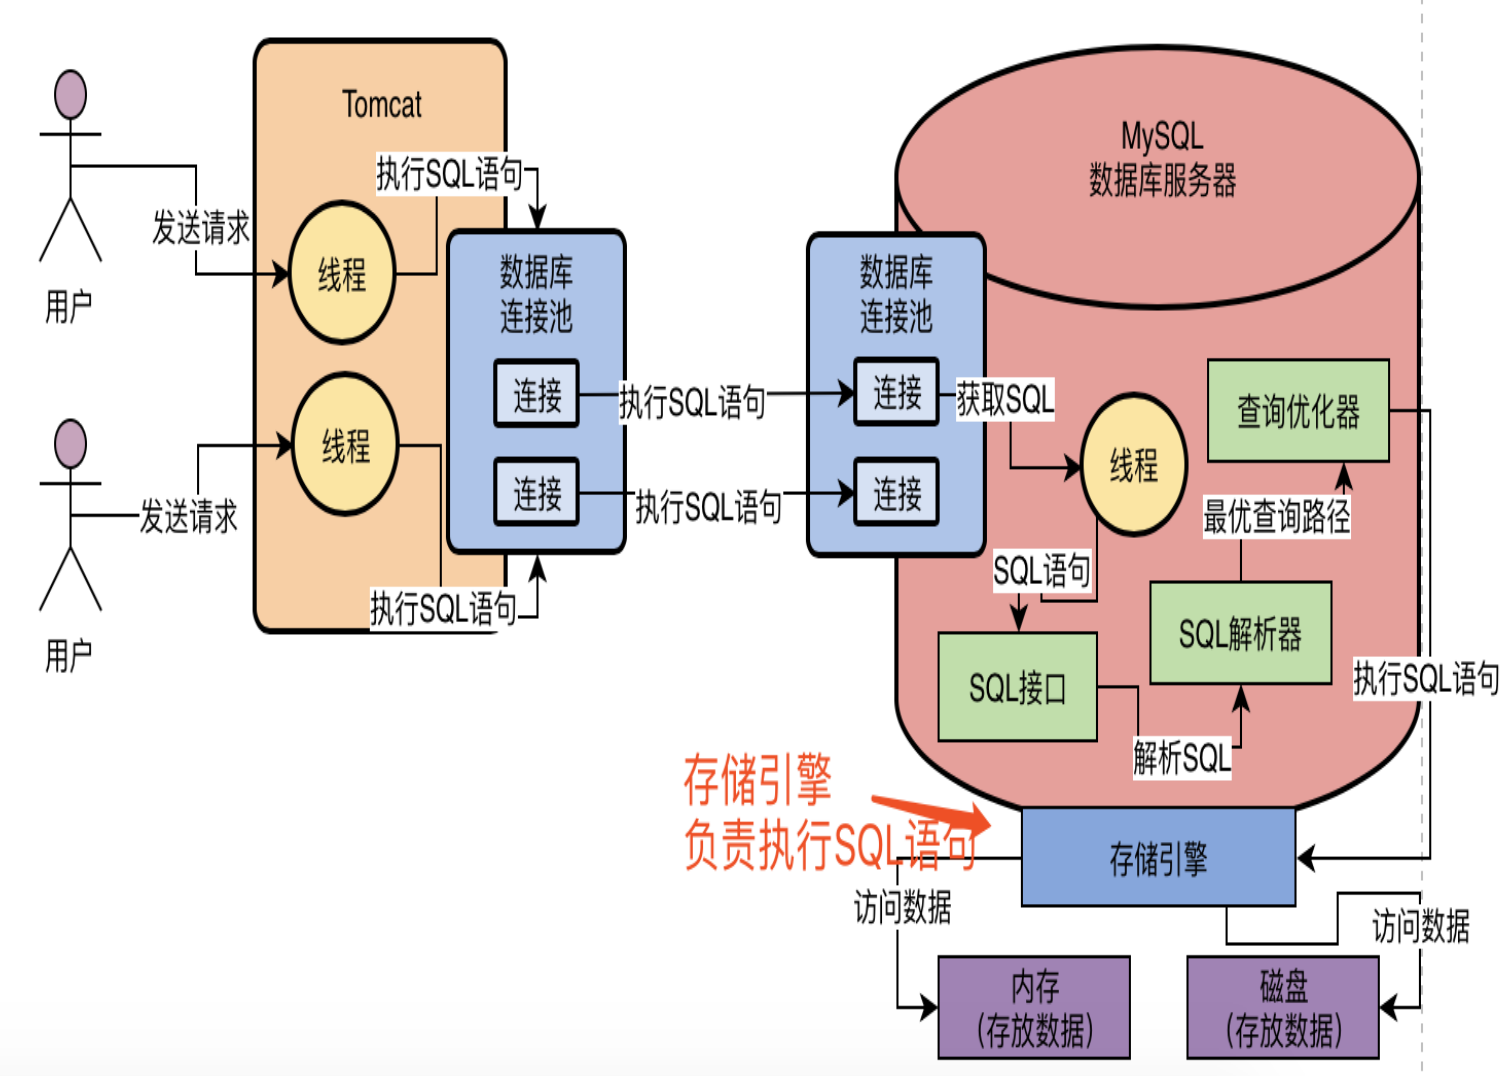 Tomcat
MySQL
数据库服务器
执行SQL语句
发送请求
线程
用户
数据库
连接池
数据库
连接池
连接
执行SQL语句
连接
获取SQL
查询优化器
线程
线程
连接
执行SQL语句
连接
发送请求
最优查询路径
SQL语句
执行SQL语句
用户
SQL解析器
SQL接口
执行SQL语句
解析SQL
存储引擎
负责执行SQL语句
存储引擎
访问数据
访问数据
内存
(存放数据)
磁盘
(存放数据)